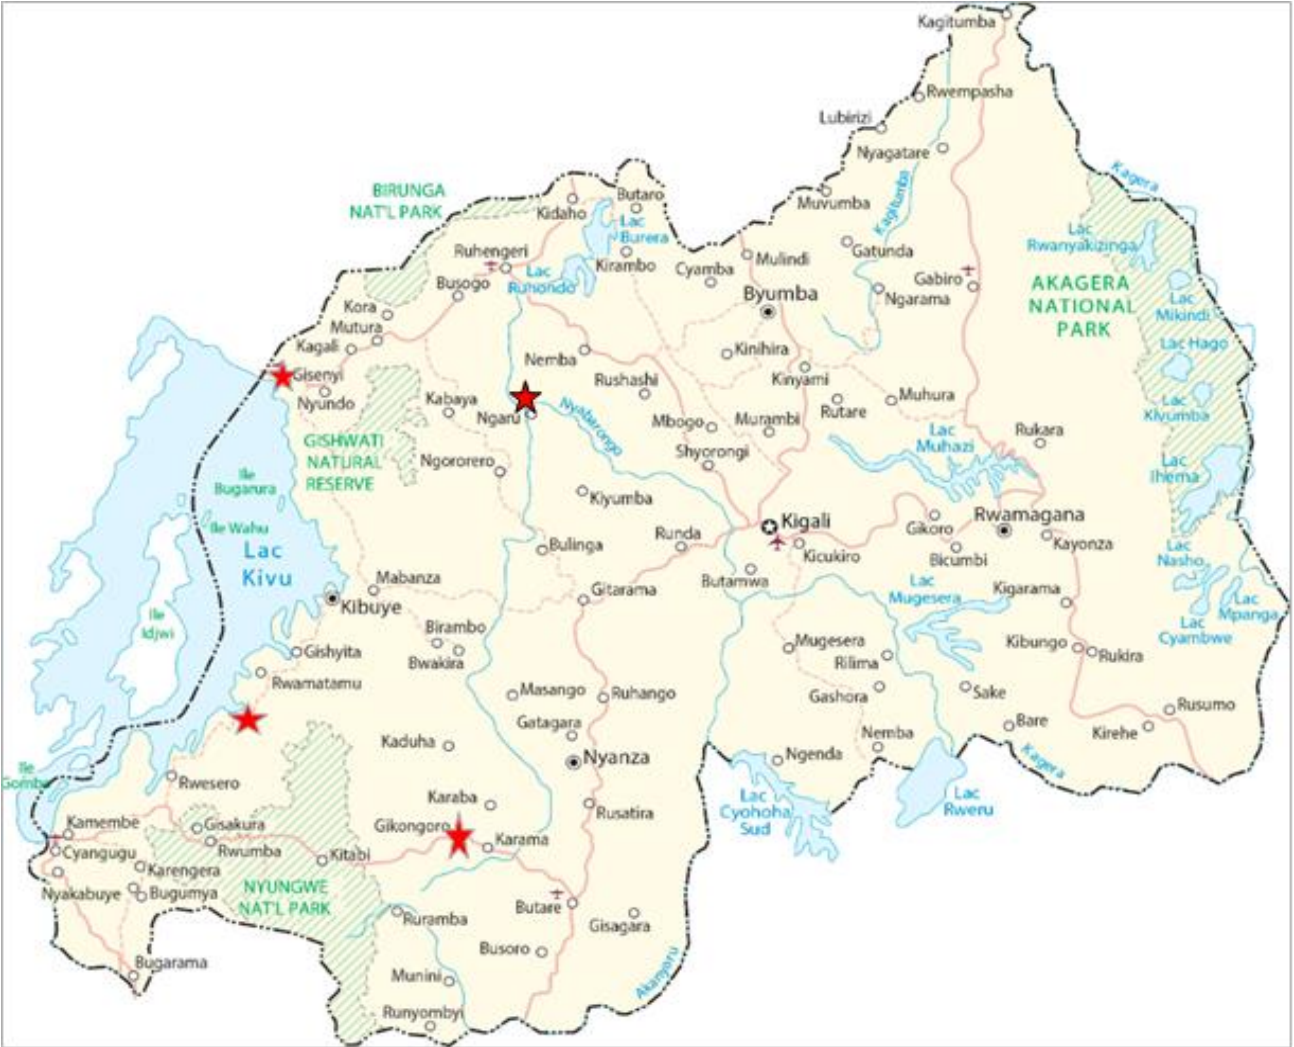 Kagitumba
Rwempasha
Lubirizi
Nyagatare
Kagera
BIRUNGA
NAT'L PARK
Butaro
Kidaho
Muvumba
Kagitumba
Lac
Burera
Lac
Rwanyakizinga
Ruhengeri
Kirambo
Cyamba
Mulindi
Gatunda
Busogo
Lac
Ruhondo
Gabiro
AKAGERA
NATIONAL
PARK
Byumba
Ngarama
Lac
Mikindi
Kora
Mutura
Kagali
Lac Hago
Nemba
Kinihira
Gisenyi
Rushashi
Kinyami
Nyundo
Kabaya
Ngaru
Nyabarongo
Muhura
Rutare
Lac
Kivumba
Mbogo
Murambi
Lac
Muhazi
Rukara
GISHWATI
NATURAL
RESERVE
Ngororero
Shyorongi
Lac
Ihema
Ile
Bugarura
Kiyumba
Ile Wahu
Kigali
Gikoro
Rwamagana
Runda
Lac
Kivu
Bulinga
Kicukiro
Bicumbi
Kayonza
Lac
Nasho
Mabanza
Butamwa
Lac
Mugesera
Kigarama
Gitarama
Lac
Mpanga
Kibuye
Ile
Idjwi
Lac
Cyambwe
Birambo
Bwakira
Mugesera
Kibungo
Rukira
Gishyita
Rilima
Rwamatamu
Masango
Ruhango
Gashora
Sake
Rusumo
Gatagara
Bare
Kirehe
Kaduha
Nemba
Nyanza
Ngenda
Kagera
Ile
Gombo
Rwesero
Karaba
Lac
Cyohoha
Sud
Lac
Rweru
Rusatira
Kamembe
Gisakura
Gikongoro
Karama
Cyangugu
Rwumba
Kitabi
Karengera
Nyakabuye
Bugumya
NYUNGWE
NAT'L PARK
Butare
Ruramba
Gisagara
Busoro
Bugarama
Munini
Akanyaru
Runyombyi